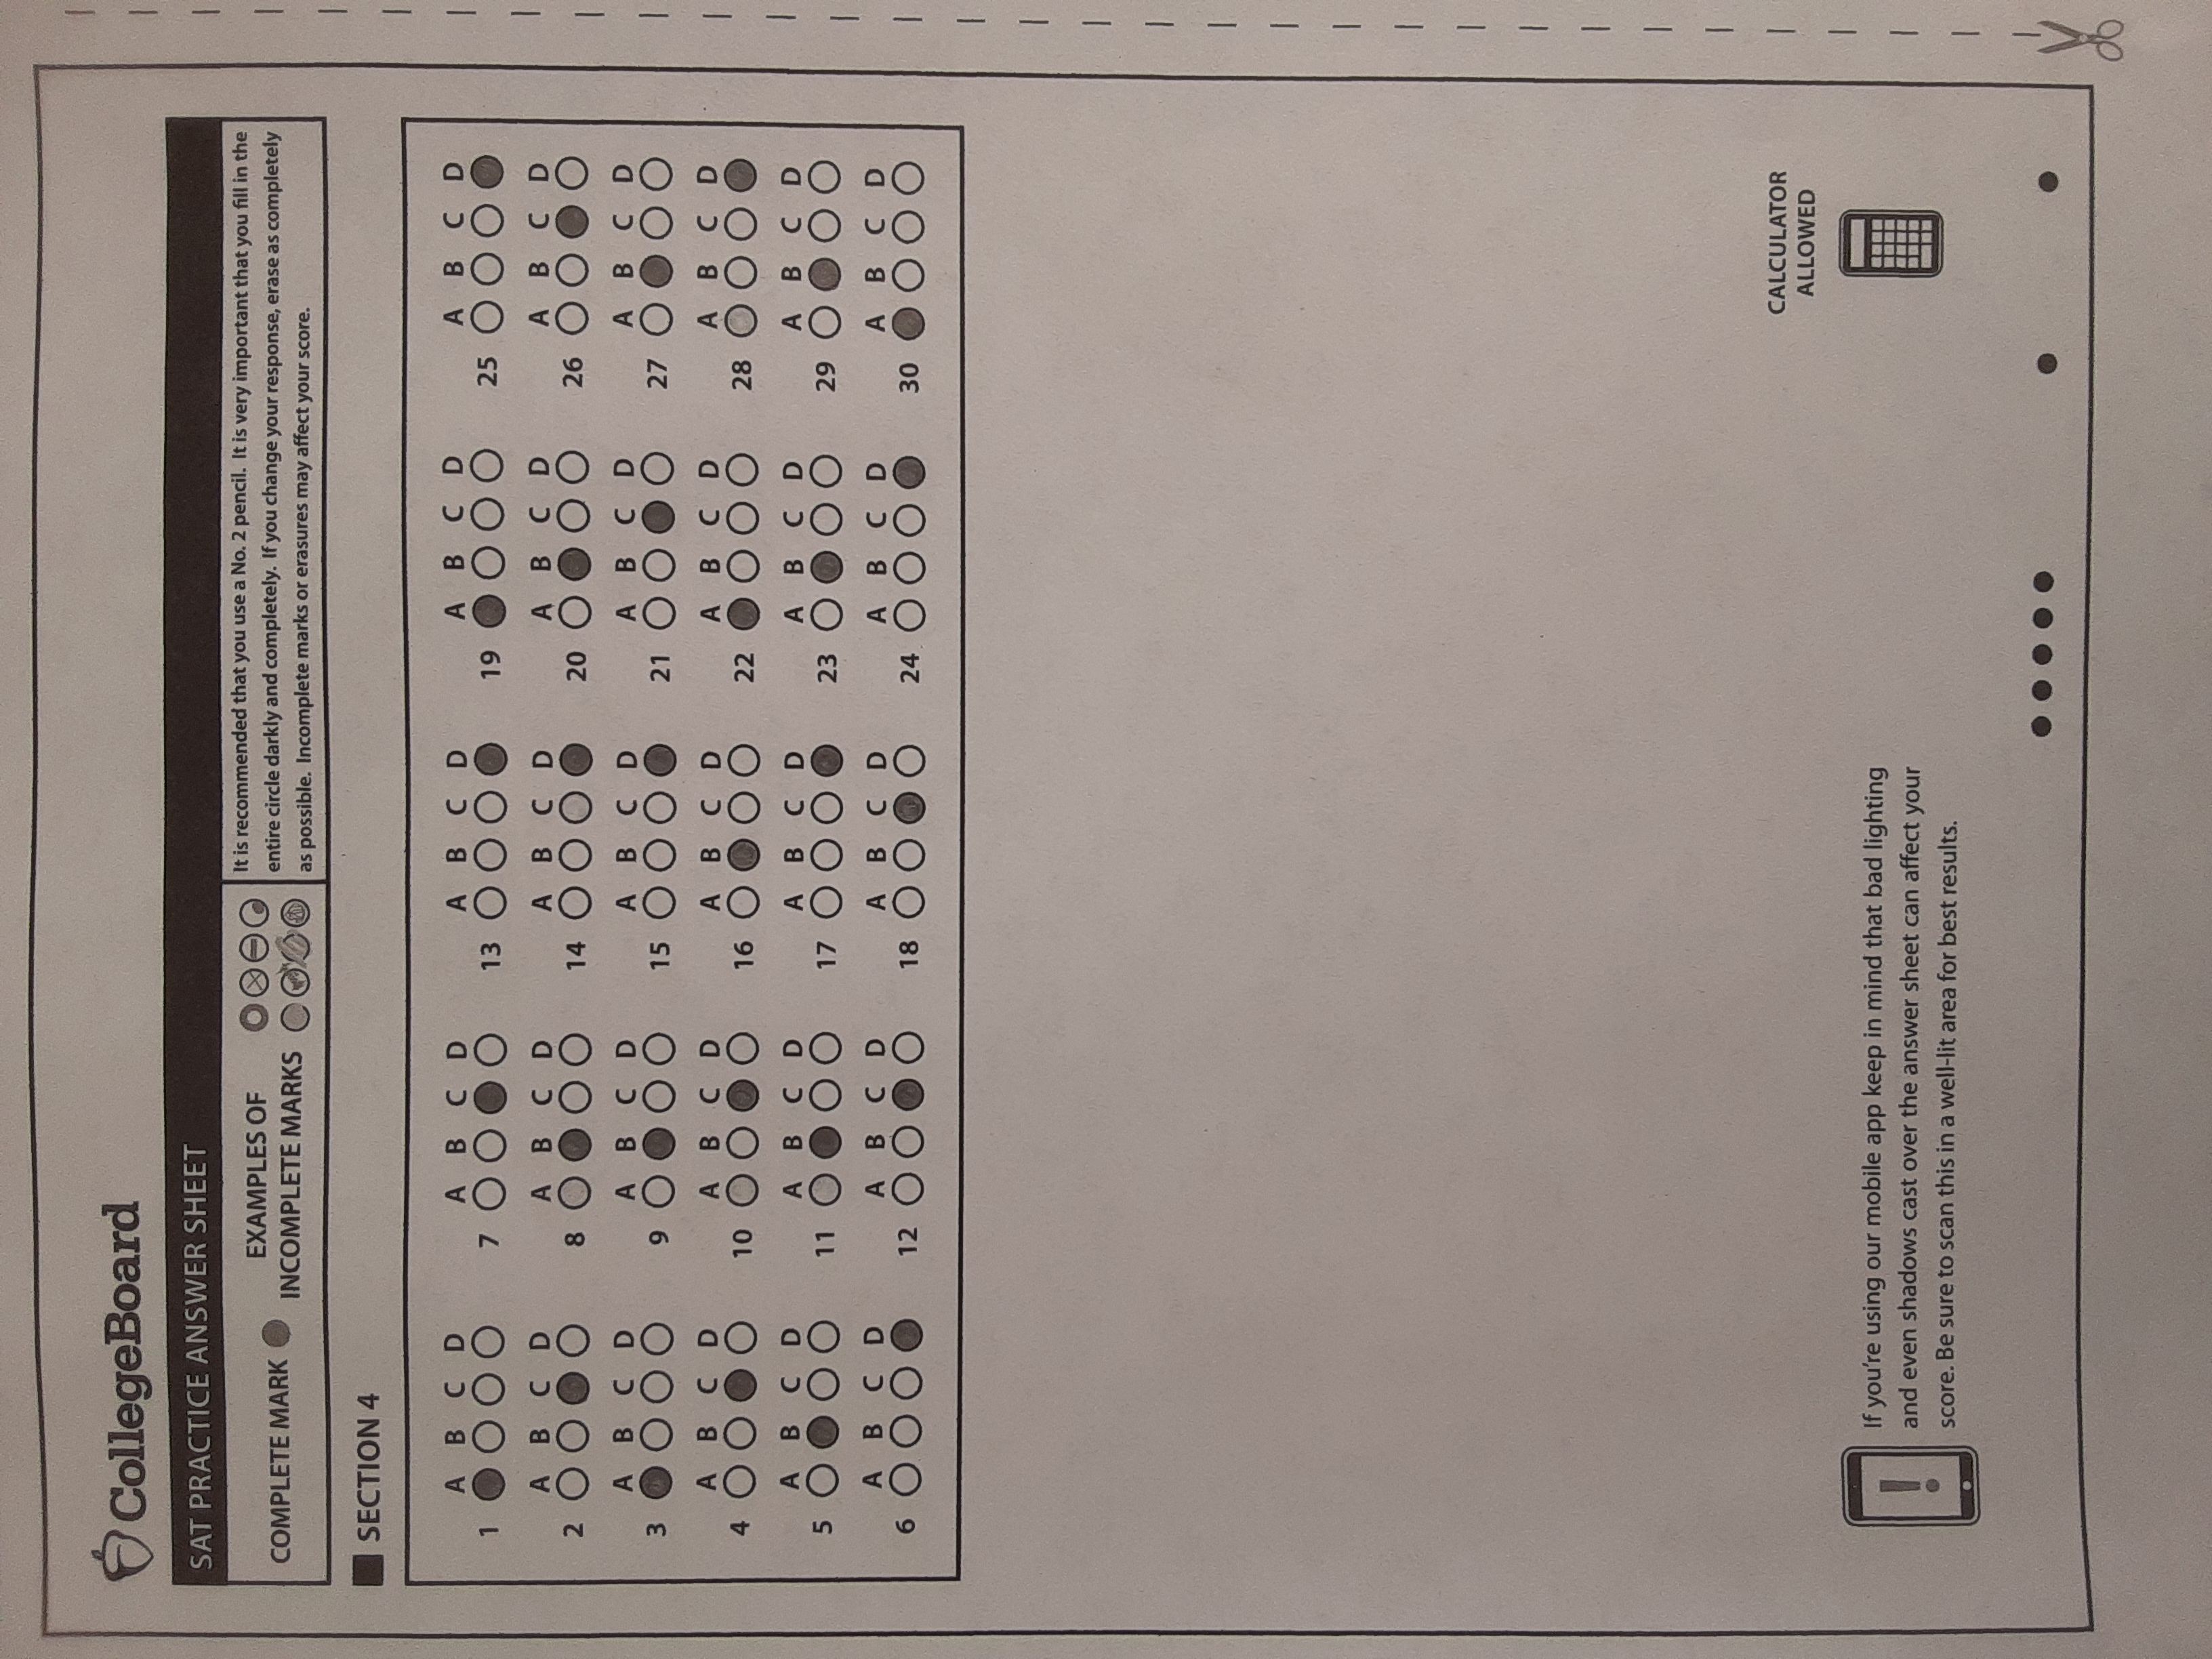 CollegeBoard
SAT PRACTICE ANSWER SHEET
COMPLETE MARK
EXAMPLES OF
INCOMPLETE MARKS
It is recommended that you use a No. 2 pencil. It is very important that you fill in the
entire circle darkly and completely. If you change your response, erase as completely
as possible. Incomplete marks or erasures may affect your score.
SECTION 4
A B C D A B C D A B C D A B C D A B C D
1 7 13 19 25
A B C D A B C D A B C D A B C D A B C D
2 8 14 20 26
A B C D A B C D A B C D A B C D A B C D
3 9 15 21 27
A B C D A B C D A B C D A B C D A B C D
4 10 16 22 28
A B C D A B C D A B C D A B C D A B C D
5 11 17 23 29
A B C D A B C D A B C D A B C D A B C D
6 12 18 24 30
CALCULATOR
ALLOWED
If you're using our mobile app keep in mind that bad lighting
and even shadows cast over the answer sheet can affect your
score. Be sure to scan this in a well-lit area for best results.